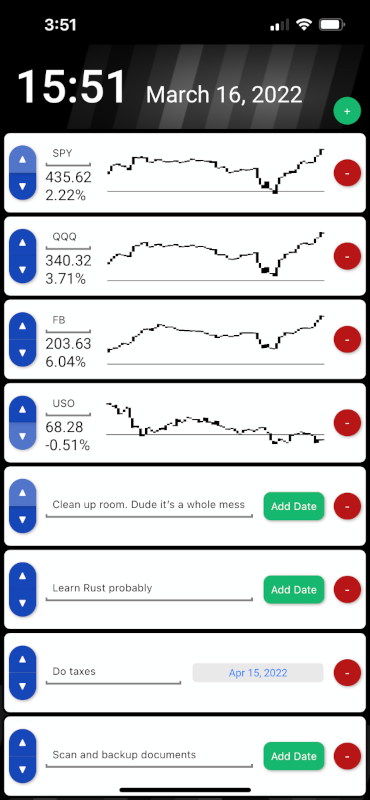 3:51
15:51 March 16, 2022
+
SPY
435.62
2.22%
-
QQQ
340.32
3.71%
-
FB
203.63
6.04%
-
USO
68.28
-0.51%
-
Clean up room. Dude it's a whole mess Add Date -
Learn Rust probably Add Date -
Do taxes Apr 15, 2022 -
Scan and backup documents Add Date -